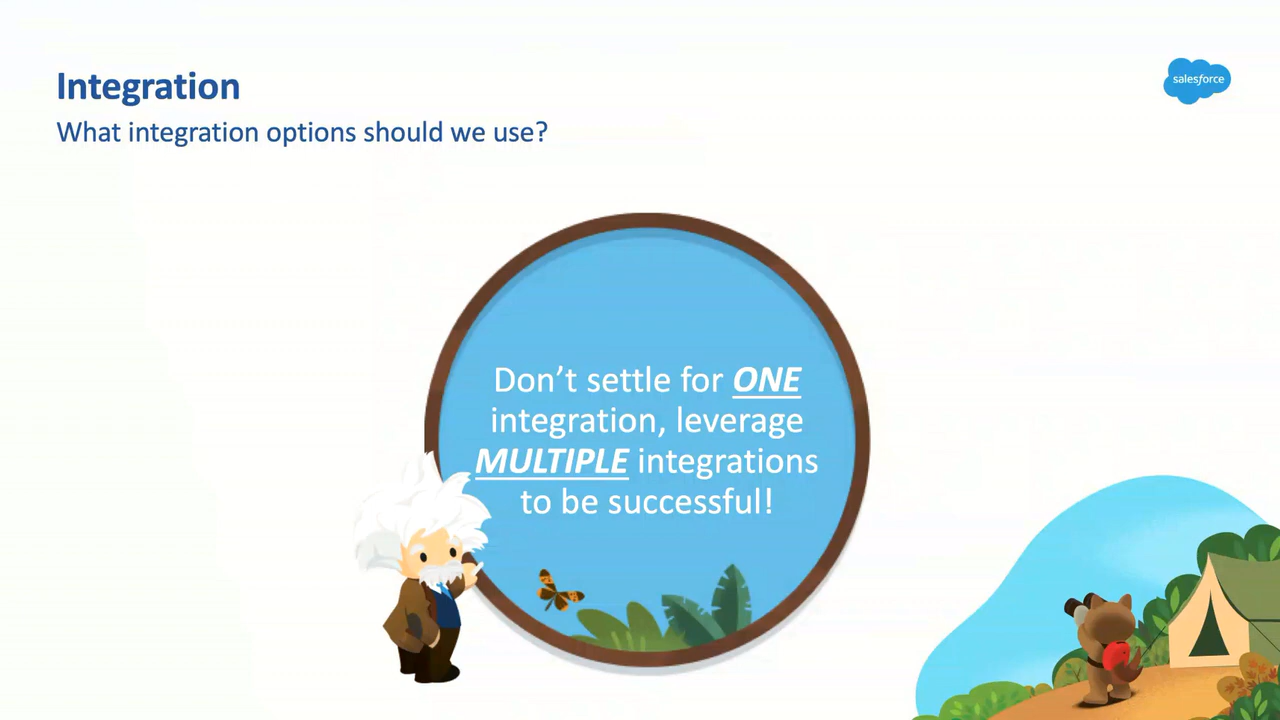 Integration
salesforce
What integration options should we use?
Don’t settle for ONE
integration, leverage
MULTIPLE integrations
to be successful!